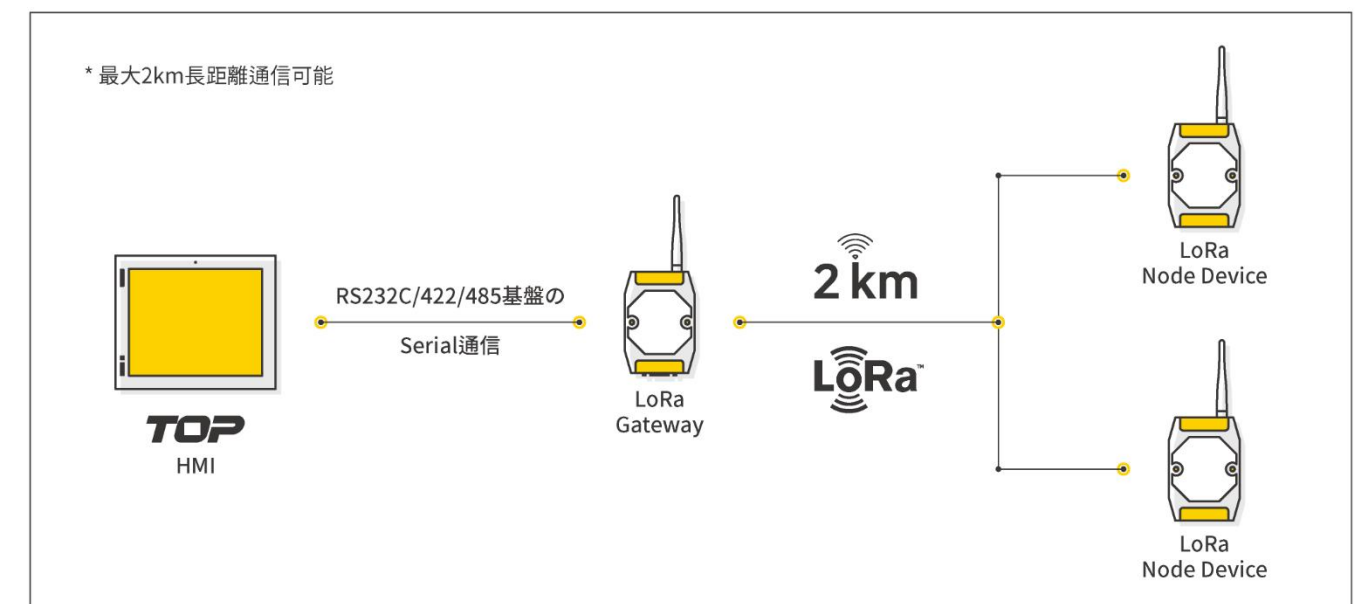 * 最大2km長距離通信可能
RS232C/422/485基盤の
Serial通信
TOP
HMI
LoRa
Gateway
2 km
LoRa™
LoRa
Node Device
LoRa
Node Device